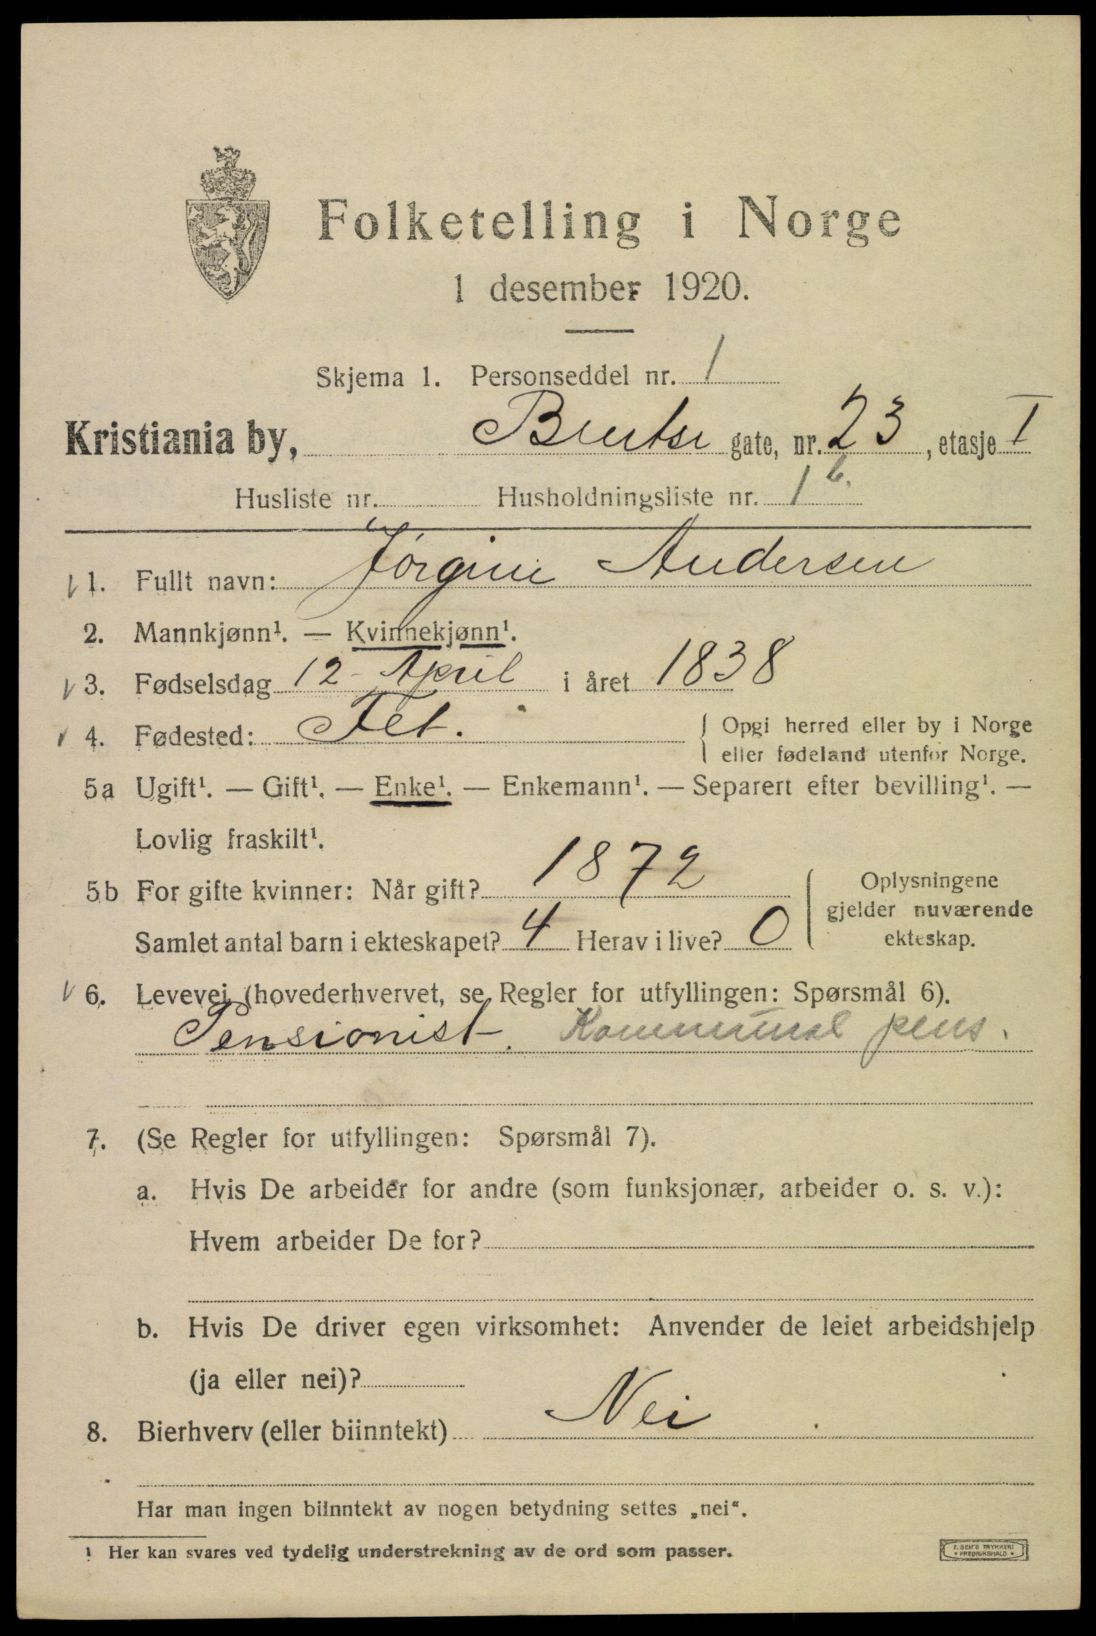 Folketelling i Norge
1 desember 1920.
Skjema 1. Personseddel nr. 1
Kristiania by, Bentse gate, nr. 23, etasje I
Husliste nr. Husholdningsliste nr. 1 b.
1. Fullt navn: Jørgine Andersen
2. Mannkjønn¹. — Kvinnekjønn¹.
3. Fødselsdag 12 April i året 1838
4. Fødested: Fet. Opgi herred eller by i Norge
eller fødeland utenfor Norge.
5a Ugift¹. — Gift¹. — Enke¹. — Enkemann¹. — Separert efter bevilling¹. —
Lovlig fraskilt¹.
5b For gifte kvinner: Når gift? 1872
Samlet antal barn i ekteskapet? 4 Herav i live? 0
Oplysningene
gjelder nuværende
ekteskap.
6. Levevei (hovederhvervet, se Regler for utfyllingen: Spørsmål 6).
Pensionist. Kommunal pens.
7. (Se Regler for utfyllingen: Spørsmål 7).
a. Hvis De arbeider for andre (som funksjonær, arbeider o. s. v.):
Hvem arbeider De for?
b. Hvis De driver egen virksomhet: Anvender de leiet arbeidshjelp
(ja eller nei)?
8. Bierhverv (eller biinntekt) Nei
Har man ingen biinntekt av nogen betydning settes „nei“.
¹ Her kan svares ved tydelig understrekning av de ord som passer.